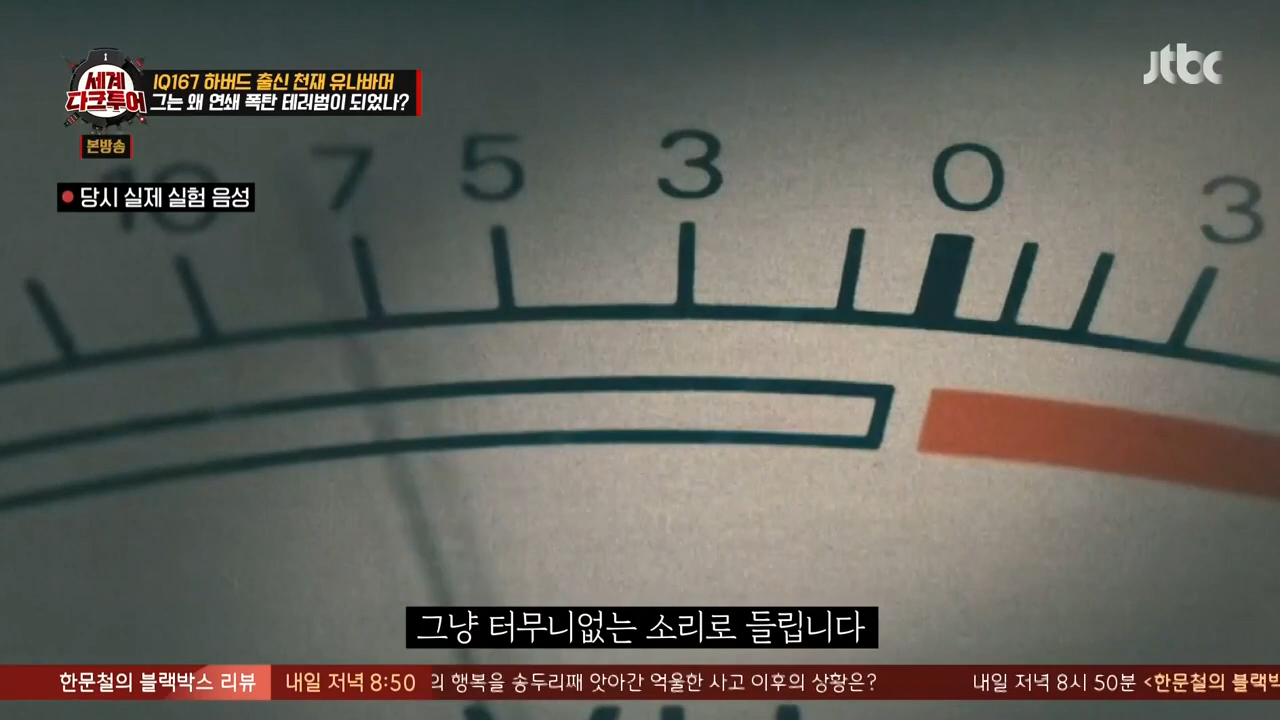 세계
다크투어
IQ167 하버드 출신 천재 유나바머
그는 왜 연쇄 폭탄 테러범이 되었나?
jtbc
본방송
당시 실제 실험 음성
10 7 5 3 0 3
그냥 터무니없는 소리로 들립니다
한문철의 블랙박스 리뷰 내일 저녁 8:50 의 행복을 송두리째 앗아간 억울한 사고 이후의 상황은? 내일 저녁 8시 50분 <한문철의 블랙박